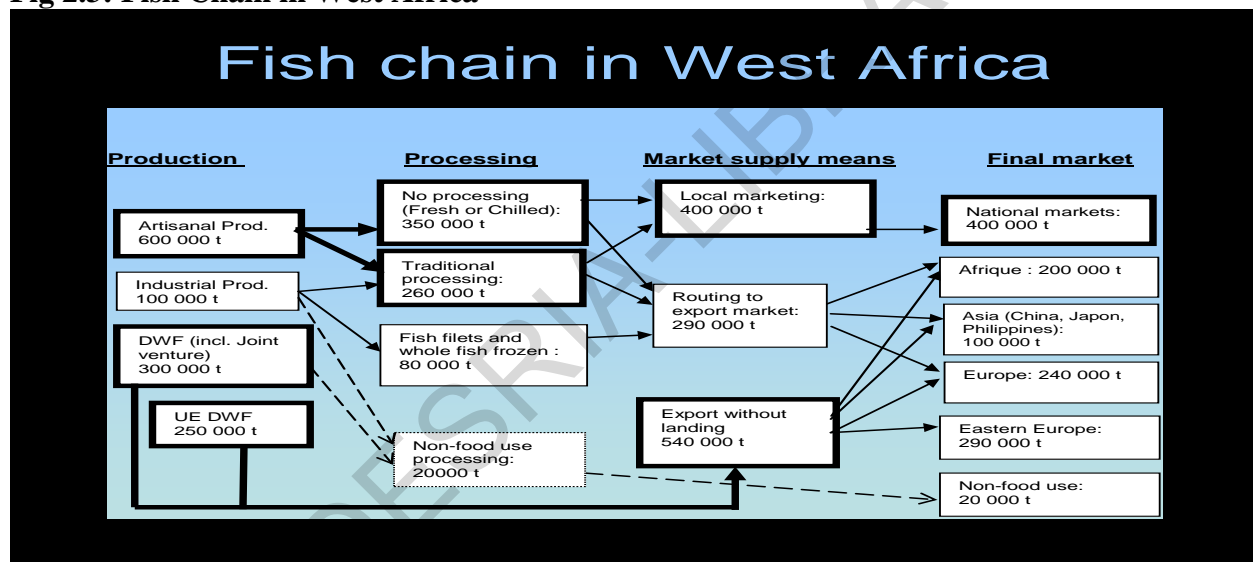 Fig 2.3: Fish Chain in West Africa
Fish chain in West Africa
Production
Processing
Market supply means
Final market
Artisanal Prod.
600 000 t
Industrial Prod.
100 000 t
DWF (incl. Joint
venture)
300 000 t
UE DWF
250 000 t
No processing
(Fresh or Chilled):
350 000 t
Traditional
processing:
260 000 t
Fish filets and
whole fish frozen :
80 000 t
Non-food use
processing:
20000 t
Local marketing:
400 000 t
Routing to
export market:
290 000 t
Export without
landing
540 000 t
National markets:
400 000 t
Afrique : 200 000 t
Asia (China, Japon,
Philippines):
100 000 t
Europe: 240 000 t
Eastern Europe:
290 000 t
Non-food use:
20 000 t